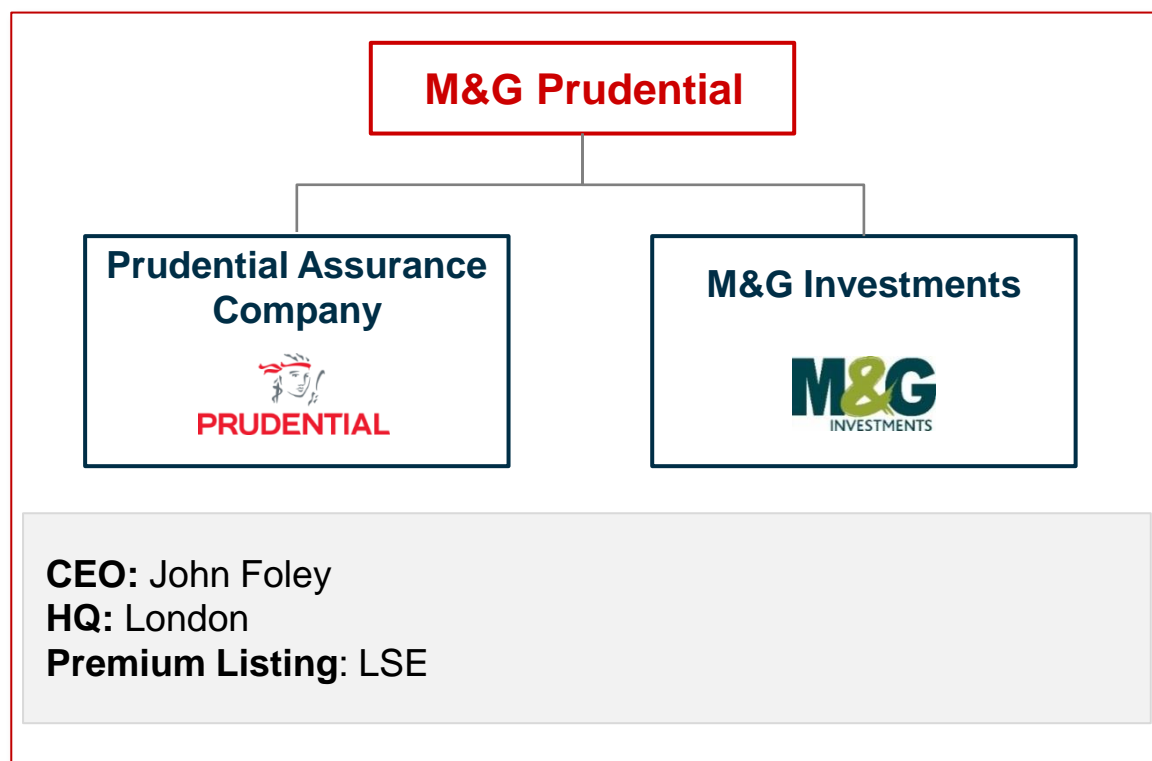 M&G Prudential
Prudential Assurance
Company
PRUDENTIAL
M&G Investments
M&G
INVESTMENTS
CEO: John Foley
HQ: London
Premium Listing: LSE